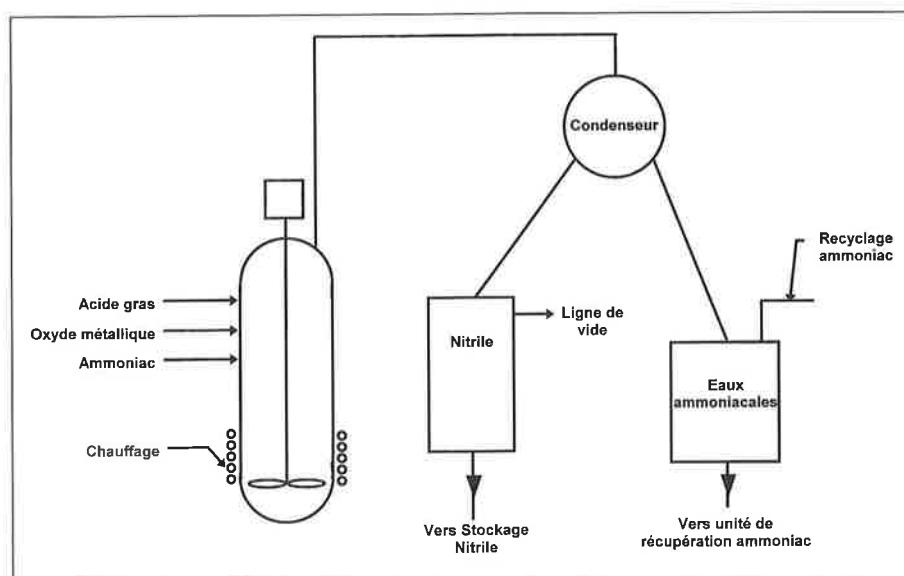 Condenseur
Recyclage
ammoniac
Acide gras
Oxyde métallique
Ammoniac
Chauffage
Nitrile
Ligne de
vide
Eaux
ammoniacales
Vers Stockage
Nitrile
Vers unité de
récupération ammoniac